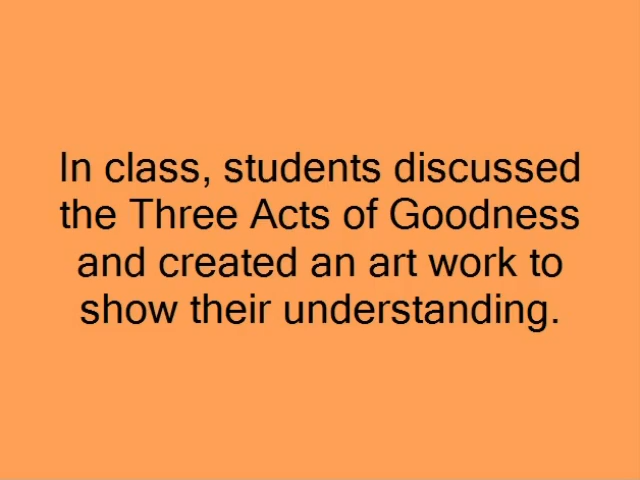 In class, students discussed
the Three Acts of Goodness
and created an art work to
show their understanding.